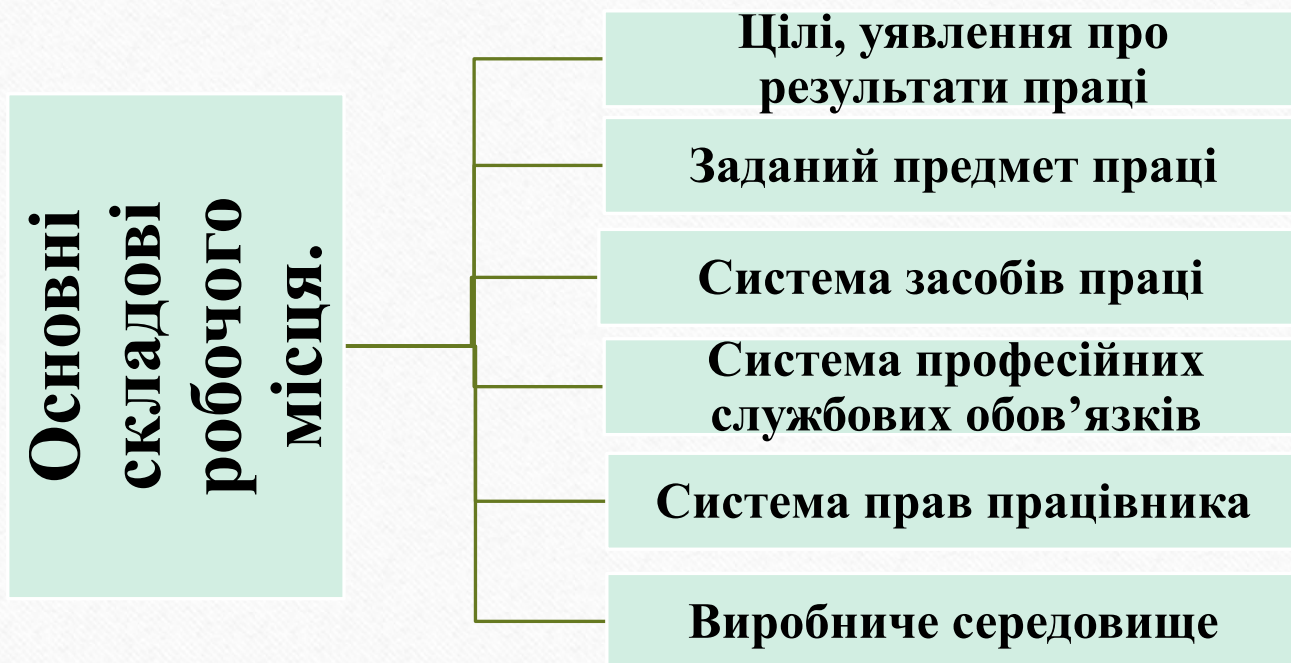 Основні
складові
робочого
місця.
Цілі, уявлення про
результати праці
Заданий предмет праці
Система засобів праці
Система професійних
службових обов’язків
Система прав працівника
Виробниче середовище